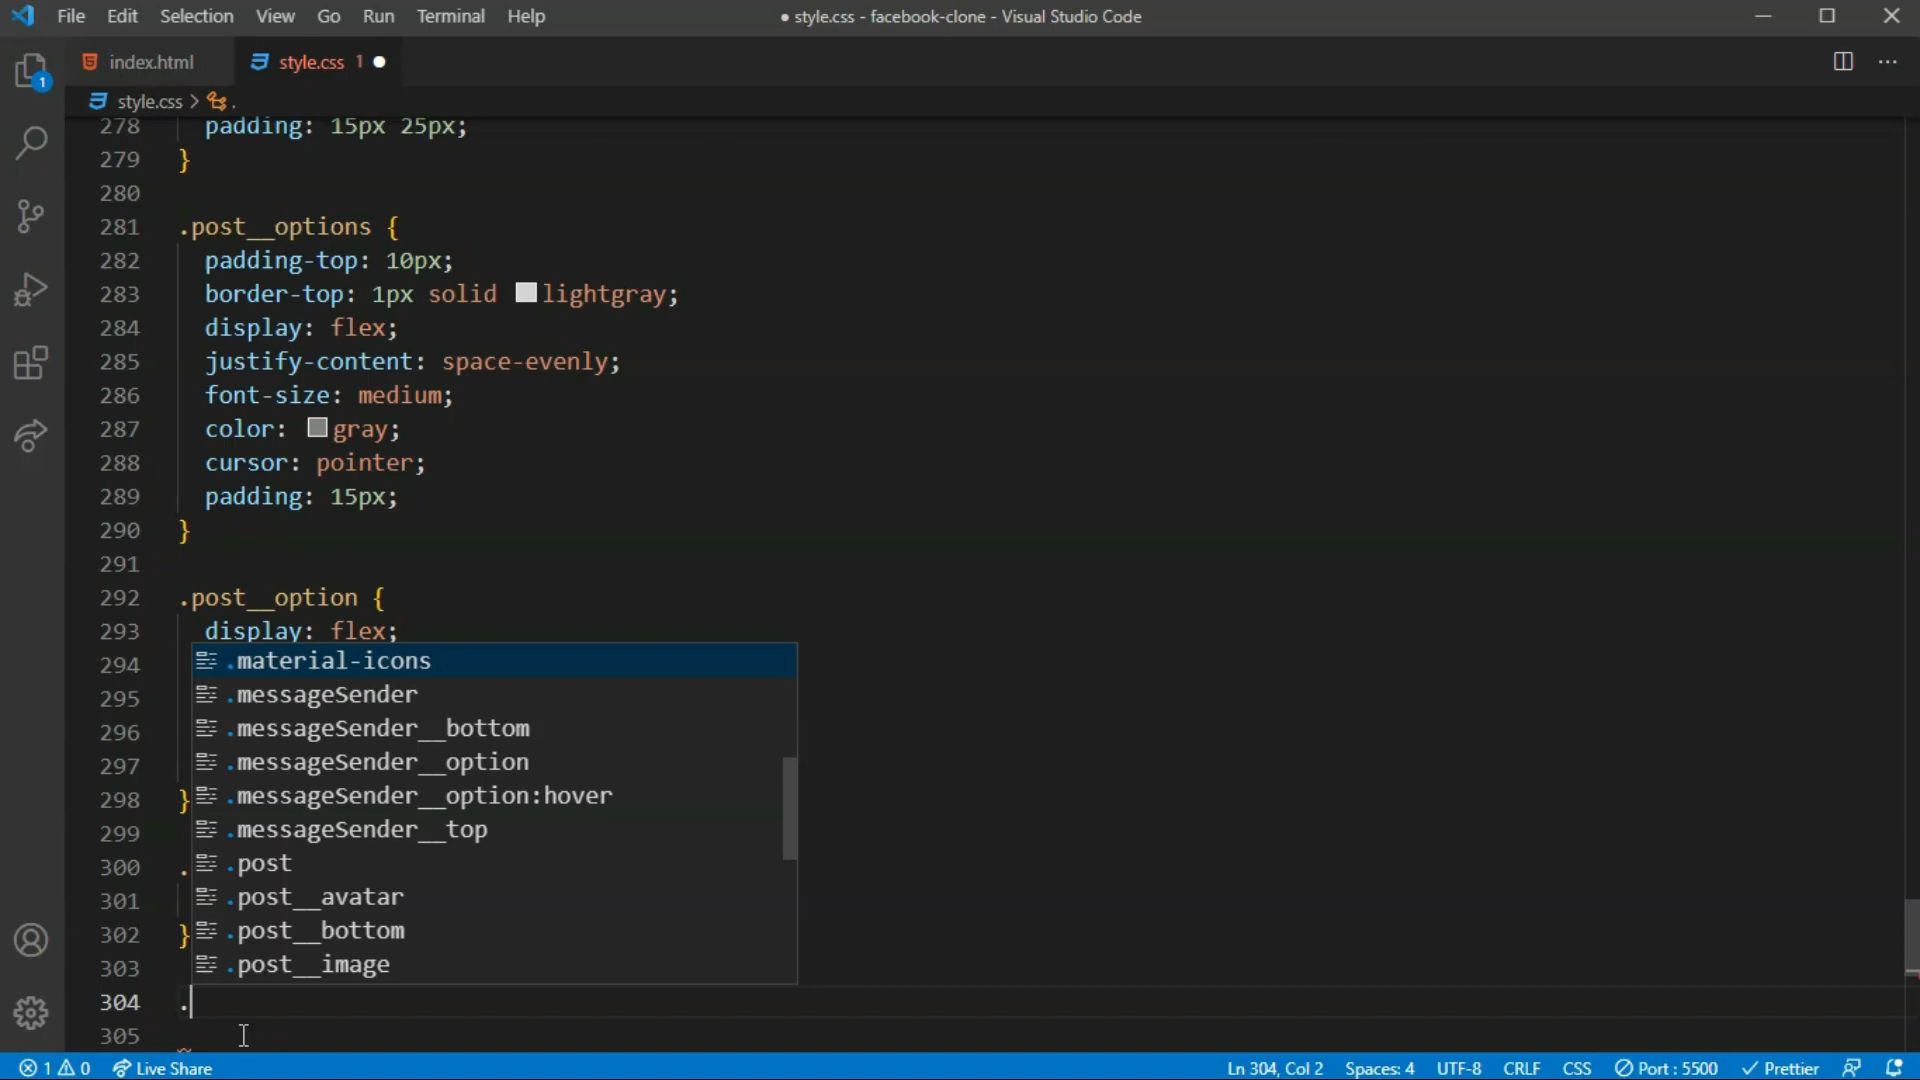 File Edit Selection View Go Run Terminal Help
● style.css - facebook-clone - Visual Studio Code
1
index.html
style.css 1
style.css > .
278 padding: 15px 25px;
279 }
280
281 .post__options {
282 padding-top: 10px;
283 border-top: 1px solid lightgray;
284 display: flex;
285 justify-content: space-evenly;
286 font-size: medium;
287 color: gray;
288 cursor: pointer;
289 padding: 15px;
290 }
291
292 .post__option {
293 display: flex;
294 .material-icons
295 .messageSender
296 .messageSender__bottom
297 .messageSender__option
298 } .messageSender__option:hover
299 .messageSender__top
300 . .post
301 .post__avatar
302 } .post__bottom
303 .post__image
304 .
305
1 0 Live Share Ln 304, Col 2 Spaces: 4 UTF-8 CRLF CSS Port : 5500 Prettier